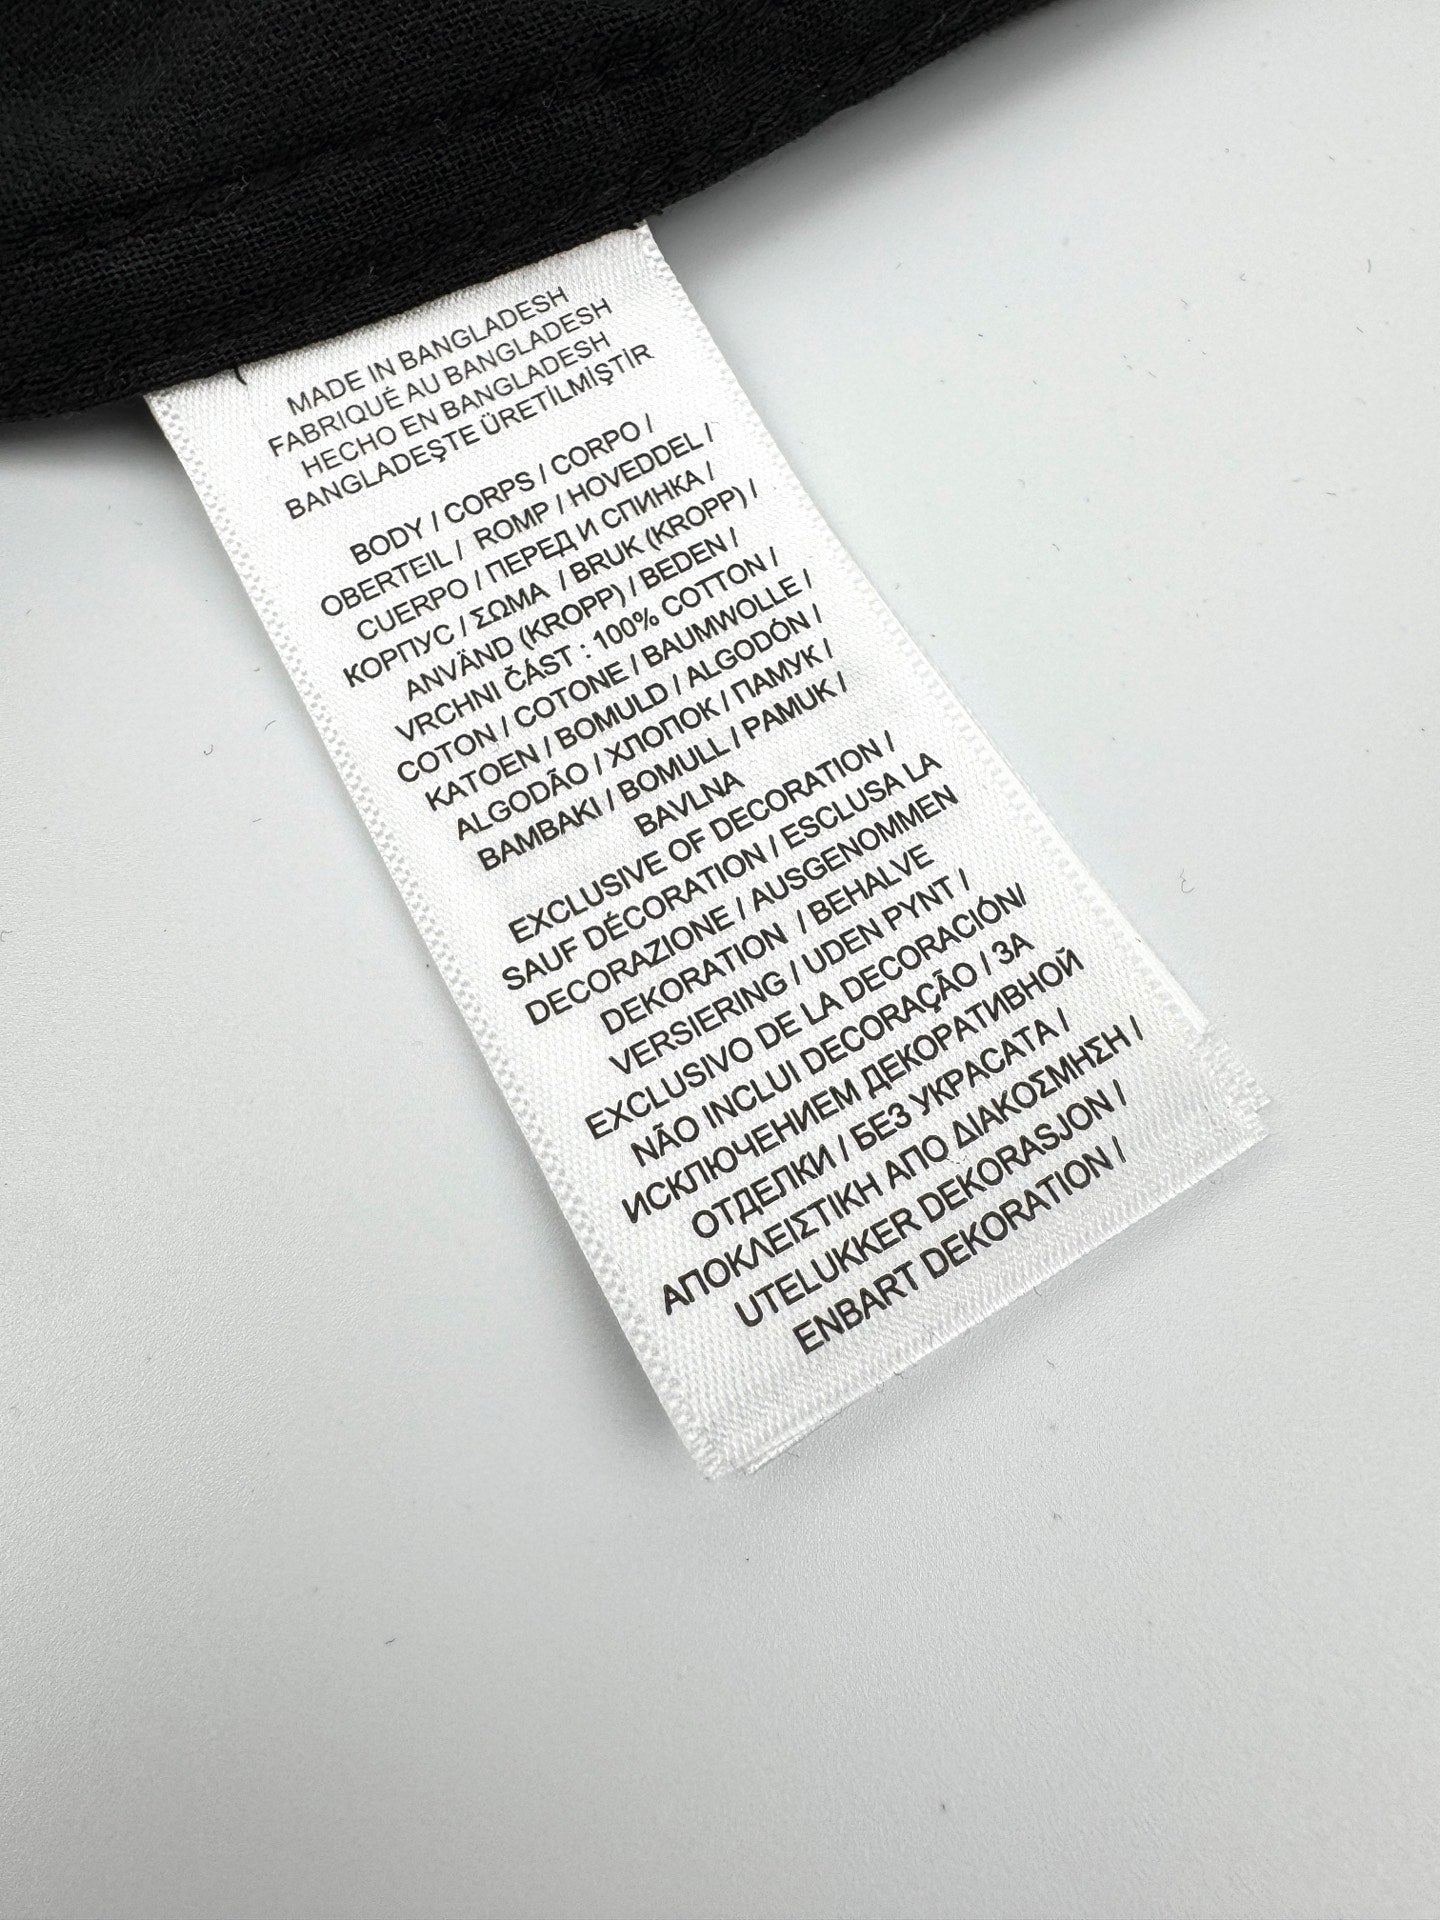 MADE IN BANGLADESH
FABRIQUÉ AU BANGLADESH
HECHO EN BANGLADESH
BANGLADEŞTE ÜRETİLMİŞTİR
BODY / CORPS / CORPO /
OBERTEIL / ROMP / HOVEDDEL /
CUERPO / ПЕРЕД И СПИНКА /
КОРПУС / ΣΩΜΑ / BRUK (KROPP) /
ANVÄND (KROPP) / BEDEN /
VRCHNI ČÁST : 100% COTTON /
COTON / COTONE / BAUMWOLLE /
KATOEN / BOMULD / ALGODÓN /
ALGODÃO / ХЛОПОК / ПАМУК /
BAMBAKI / BOMULL / PAMUK /
BAVLNA
EXCLUSIVE OF DECORATION /
SAUF DÉCORATION / ESCLUSA LA
DECORAZIONE / AUSGENOMMEN
DEKORATION / BEHALVE
VERSIERING / UDEN PYNT /
EXCLUSIVO DE LA DECORACIÓN/
NÃO INCLUI DECORAÇÃO / ЗА
ИСКЛЮЧЕНИЕМ ДЕКОРАТИВНОЙ
ОТДЕЛКИ / БЕЗ УКРАСАТА /
ΑΠΟΚΛΕΙΣΤΙΚΗ ΑΠΟ ΔΙΑΚΟΣΜΗΣΗ /
UTELUKKER DEKORASJON /
ENBART DEKORATION /